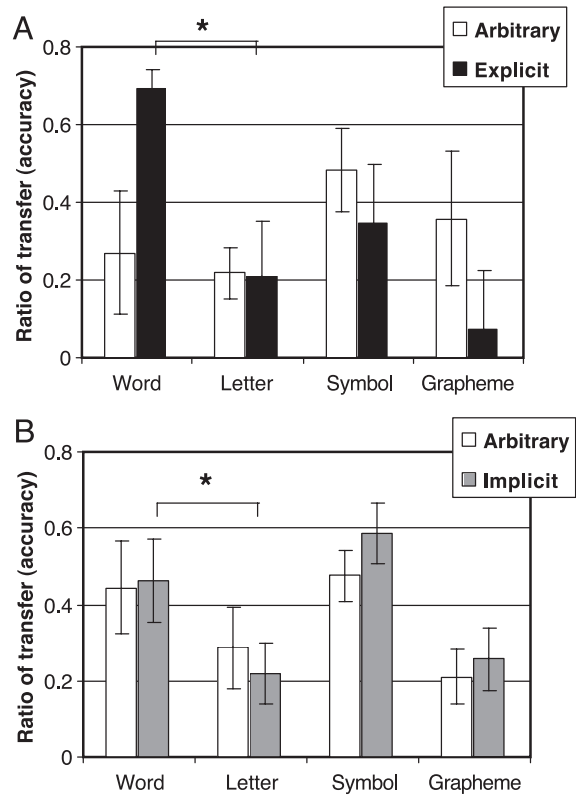 A
Arbitrary
Explicit
*
Ratio of transfer (accuracy)
0.8
0.6
0.4
0.2
0
Word Letter Symbol Grapheme
B
Arbitrary
Implicit
*
Ratio of transfer (accuracy)
0.8
0.6
0.4
0.2
0
Word Letter Symbol Grapheme